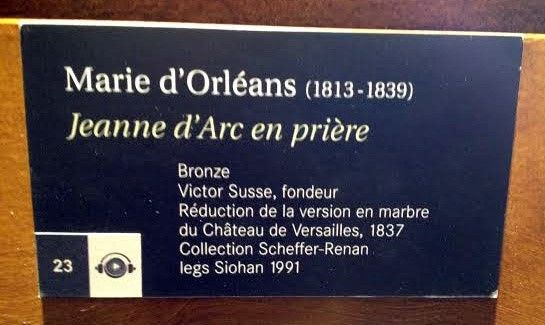 Marie d'Orléans (1813-1839)
Jeanne d'Arc en prière
Bronze
Victor Susse, fondeur
Réduction de la version en marbre
du Château de Versailles, 1837
Collection Scheffer-Renan
legs Siohan 1991
23